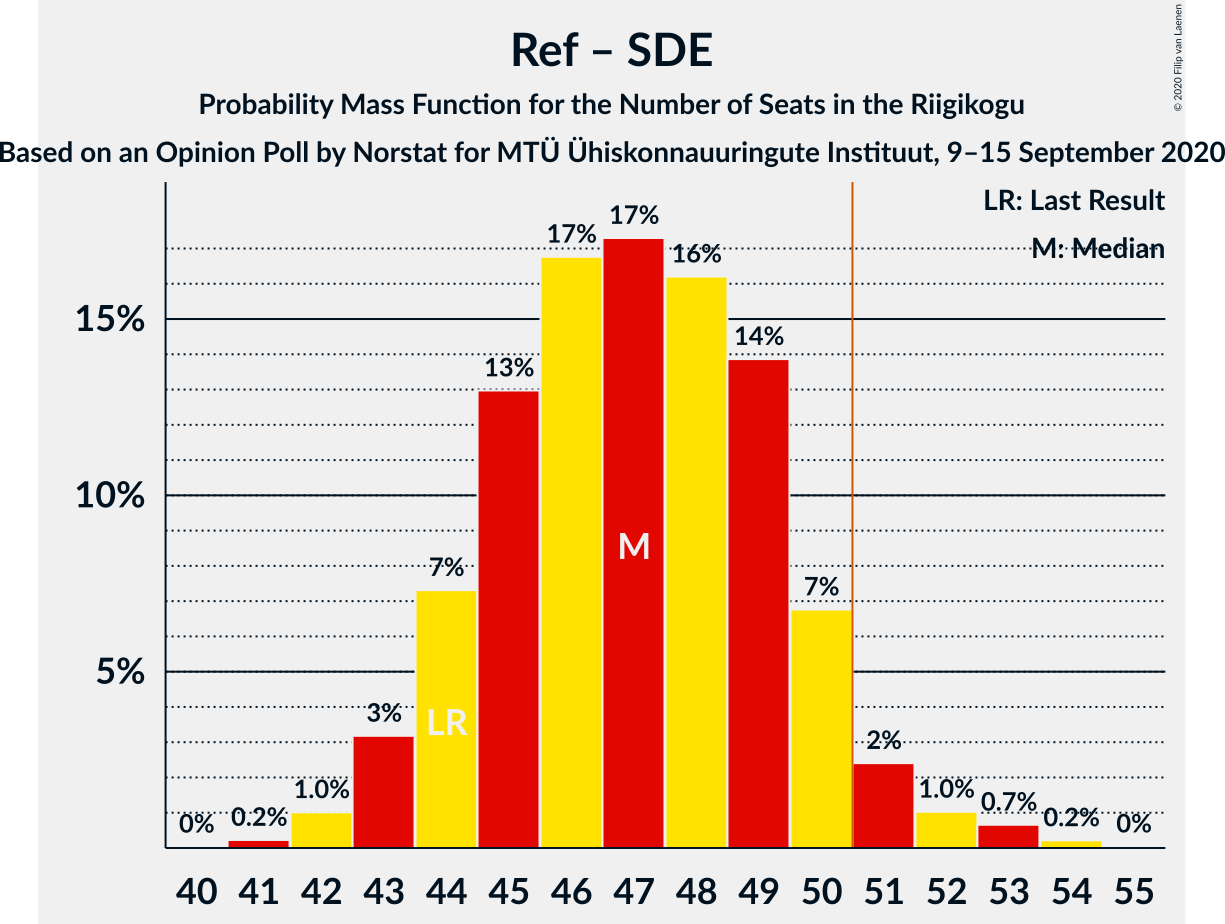 Ref – SDE
Probability Mass Function for the Number of Seats in the Riigikogu
Based on an Opinion Poll by Norstat for MTÜ Ühiskonnauuringute Instituut, 9–15 September 2020
© 2020 Filip van Laenen
LR: Last Result
M: Median
15%
10%
5%
0% 0.2% 1.0% 3% 7% 13% 17% 17% 16% 14% 7% 2% 1.0% 0.7% 0.2% 0%
M
LR
40 41 42 43 44 45 46 47 48 49 50 51 52 53 54 55